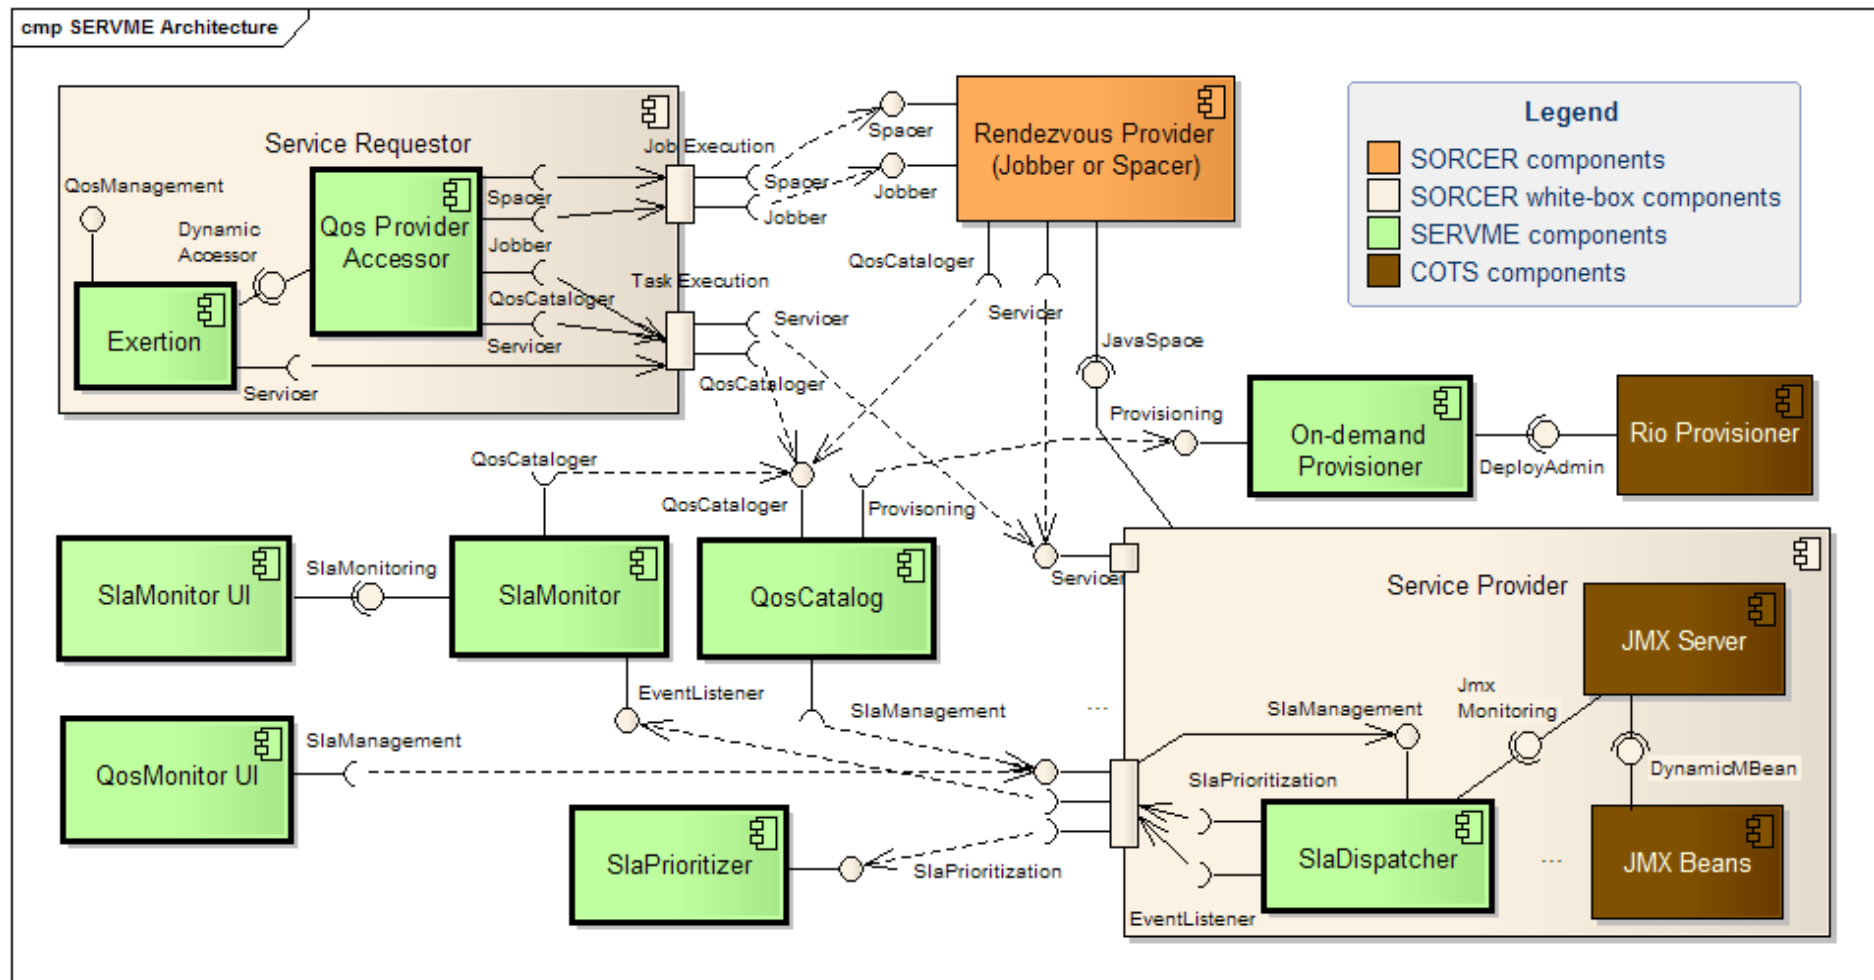 cmp SERVME Architecture
Service Requestor
QosManagement
Dynamic
Accessor
Qos Provider
Accessor
Exertion
Spacer
Jobber
QosCataloger
Servicer
Servicer
Job Execution
Spacer
Jobber
Task Execution
Servicer
QosCataloger
Spacer
Jobber
Rendezvous Provider
(Jobber or Spacer)
QosCataloger
Servicer
JavaSpace
Legend
SORCER components
SORCER white-box components
SERVME components
COTS components
Provisioning
On-demand
Provisioner
DeployAdmin
Rio Provisioner
QosCataloger
QosCataloger
Provisoning
SlaMonitor UI
SlaMonitoring
SlaMonitor
QosCatalog
Servicer
Service Provider
JMX Server
EventListener
SlaManagement
...
SlaManagement
Jmx
Monitoring
QosMonitor UI
SlaManagement
DynamicMBean
SlaPrioritization
SlaPrioritizer
SlaPrioritization
SlaDispatcher
...
JMX Beans
EventListener